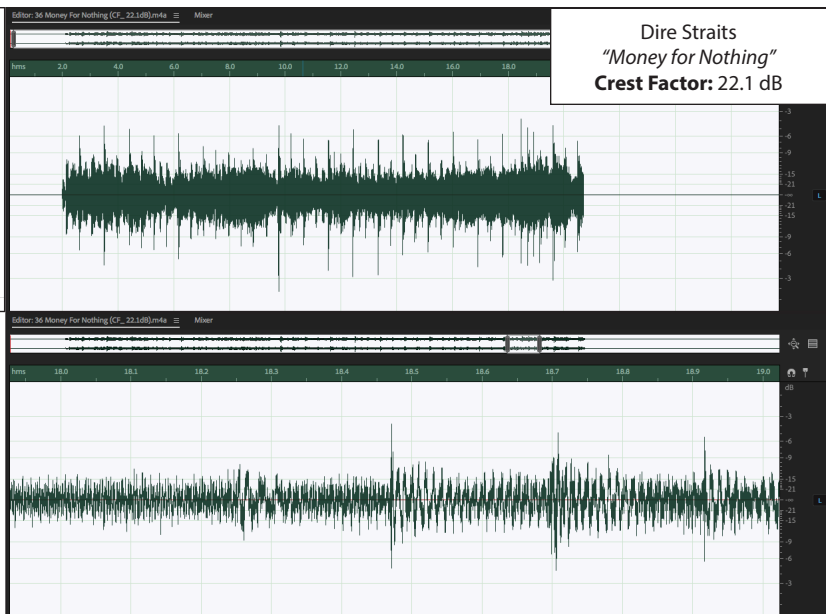 Editor: 36 Money For Nothing (CF_ 22.1dB).m4a ☰ Mixer
Dire Straits
"Money for Nothing"
Crest Factor: 22.1 dB
hms 2.0 4.0 6.0 8.0 10.0 12.0 14.0 16.0 18.0
-3
-6
-9
-15
-21
-∞
L
-21
-15
-9
-6
-3
Editor: 36 Money For Nothing (CF_ 22.1dB).m4a ☰ Mixer
hms 18.0 18.1 18.2 18.3 18.4 18.5 18.6 18.7 18.8 18.9 19.0
dB
-3
-6
-9
-15
-21
-∞
L
-21
-15
-9
-6
-3